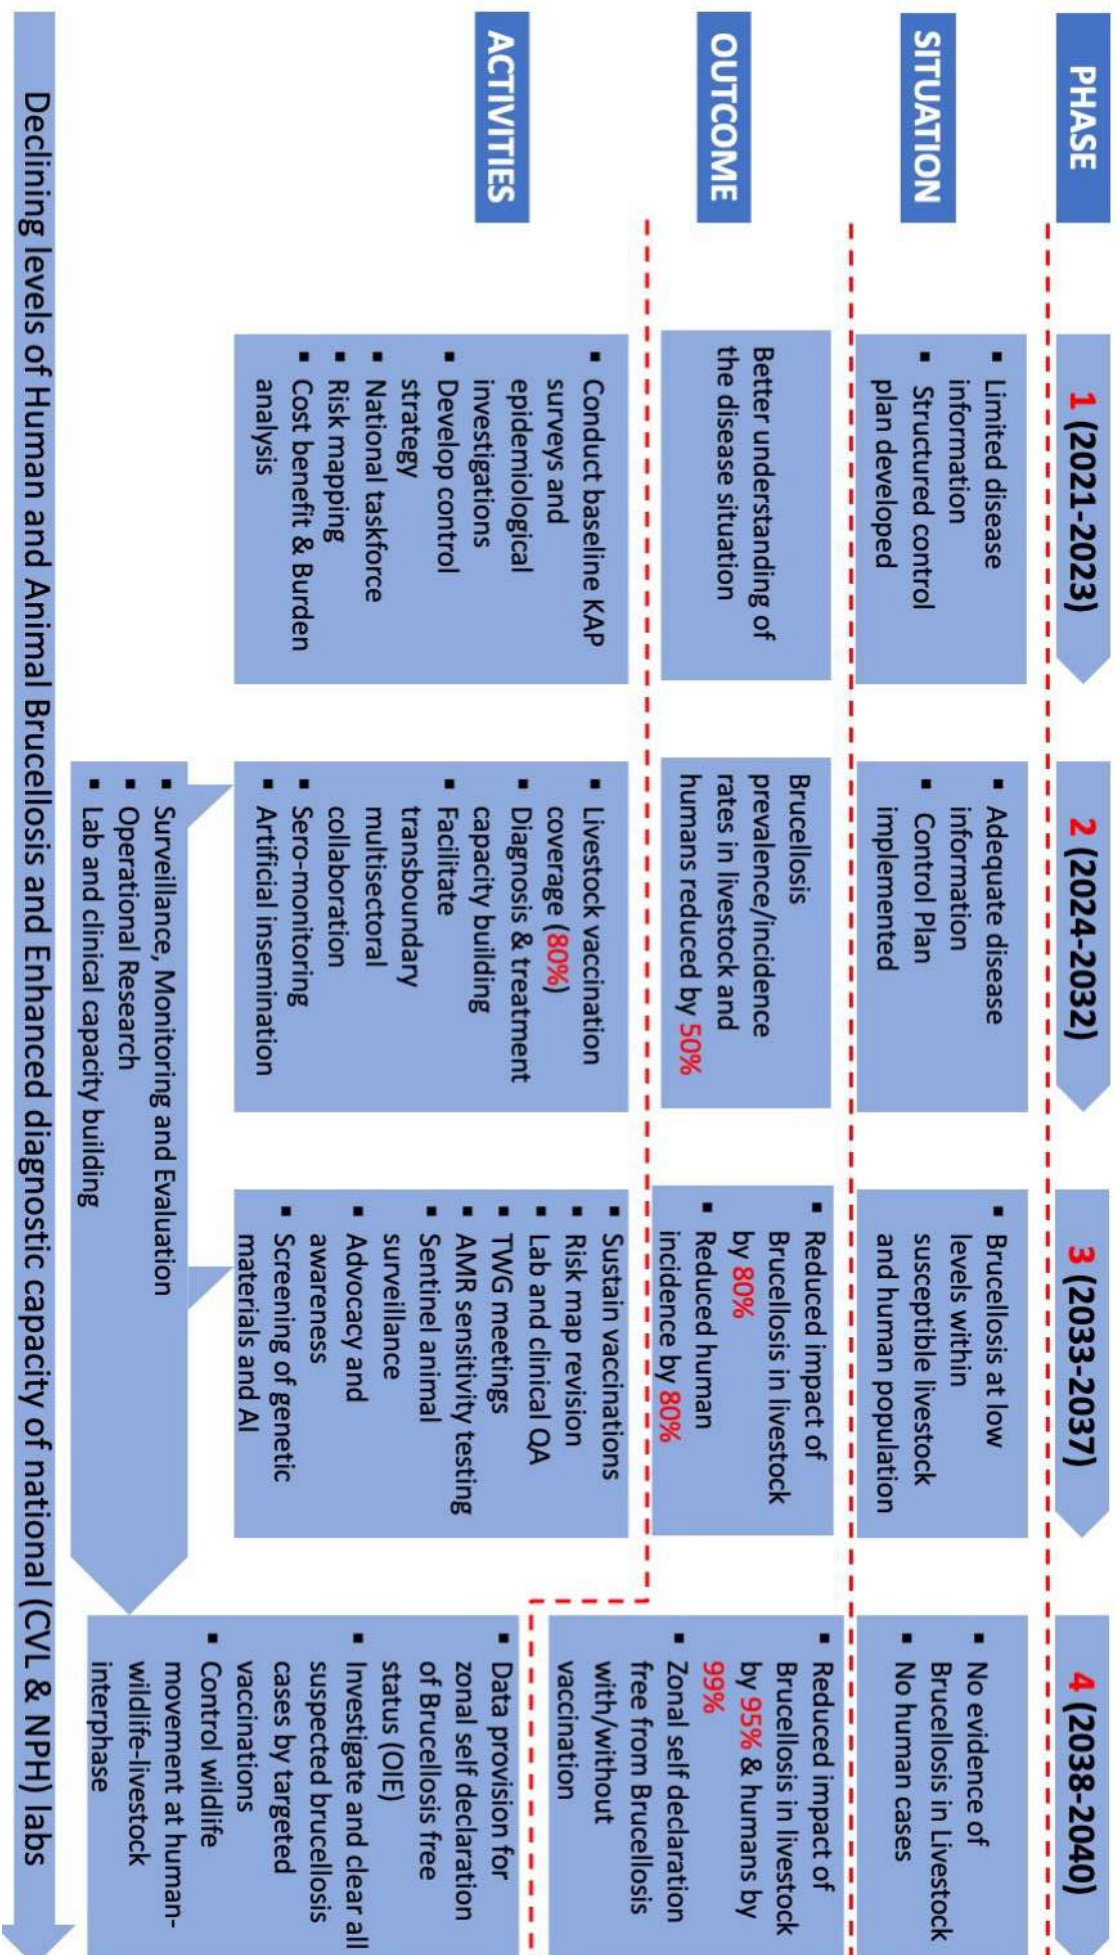 PHASE
1 (2021-2023)
2 (2024-2032)
3 (2033-2037)
4 (2038-2040)
SITUATION
▪ Limited disease
information
▪ Structured control
plan developed
▪ Adequate disease
information
▪ Control Plan
implemented
▪ Brucellosis at low
levels within
susceptible livestock
and human population
▪ No evidence of
Brucellosis in Livestock
▪ No human cases
OUTCOME
Better understanding of
the disease situation
Brucellosis
prevalence/incidence
rates in livestock and
humans reduced by 50%
▪ Reduced impact of
Brucellosis in livestock
by 80%
▪ Reduced human
incidence by 80%
▪ Reduced impact of
Brucellosis in livestock
by 95% & humans by
99%
▪ Zonal self declaration
free from Brucellosis
with/without
vaccination
ACTIVITIES
▪ Conduct baseline KAP
surveys and
epidemiological
investigations
▪ Develop control
strategy
▪ National taskforce
▪ Risk mapping
▪ Cost benefit & Burden
analysis
▪ Livestock vaccination
coverage (80%)
▪ Diagnosis & treatment
capacity building
▪ Facilitate
transboundary
multisectoral
collaboration
▪ Sero-monitoring
▪ Artificial insemination
▪ Sustain vaccinations
▪ Risk map revision
▪ Lab and clinical QA
▪ TWG meetings
▪ AMR sensitivity testing
▪ Sentinel animal
surveillance
▪ Advocacy and
awareness
▪ Screening of genetic
materials and AI
▪ Data provision for
zonal self declaration
of Brucellosis free
status (OIE)
▪ Investigate and clear all
suspected brucellosis
cases by targeted
vaccinations
▪ Control wildlife
movement at human-
wildlife-livestock
interphase
▪ Surveillance, Monitoring and Evaluation
▪ Operational Research
▪ Lab and clinical capacity building
Declining levels of Human and Animal Brucellosis and Enhanced diagnostic capacity of national (CVL & NPH) labs